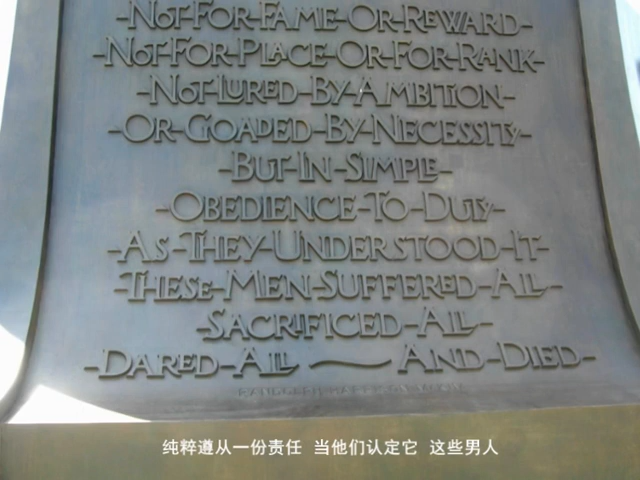 -NOT-FOR-FAME-OR-REWARD-
-NOT-FOR-PLACE-OR-FOR-RANK-
-NOT-LURED-BY-AMBITION-
-OR-GOADED-BY-NECESSITY-
-BUT-IN-SIMPLE-
-OBEDIENCE-TO-DUTY-
-AS-THEY-UNDERSTOOD-IT-
-THESE-MEN-SUFFERED-ALL-
-SACRIFICED-ALL-
-DARED-ALL — AND-DIED-
RANDOLPH HARRISON
纯粹遵从一份责任 当他们认定它 这些男人